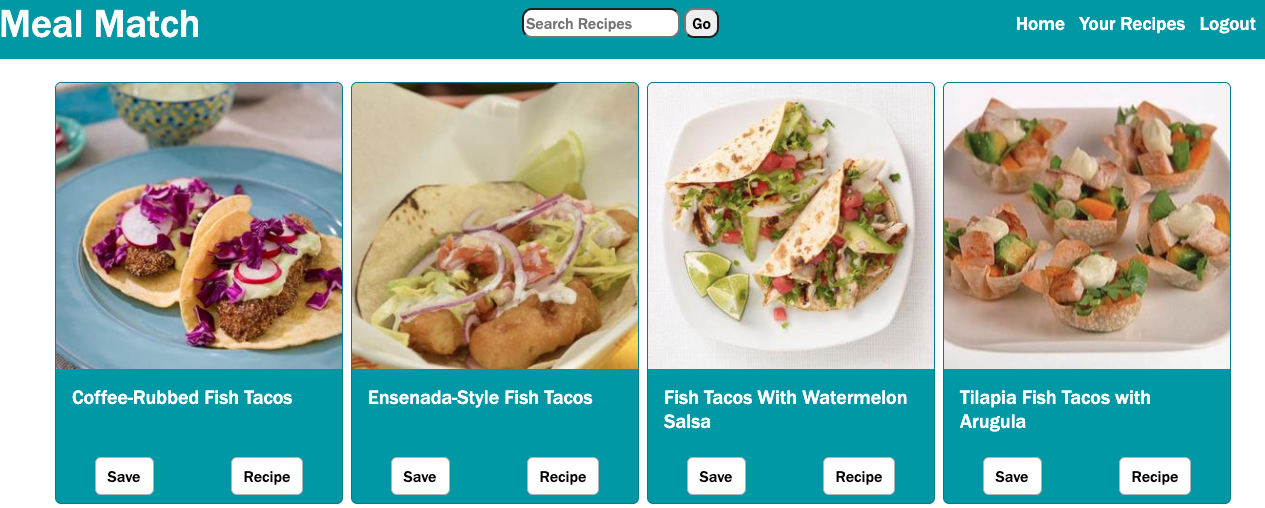 Meal Match
Search Recipes
Go
Home Your Recipes Logout
Coffee-Rubbed Fish Tacos
Save Recipe
Ensenada-Style Fish Tacos
Save Recipe
Fish Tacos With Watermelon
Salsa
Save Recipe
Tilapia Fish Tacos with
Arugula
Save Recipe